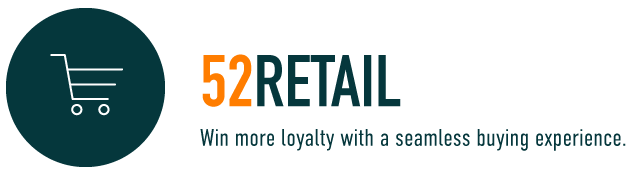 52RETAIL
Win more loyalty with a seamless buying experience.